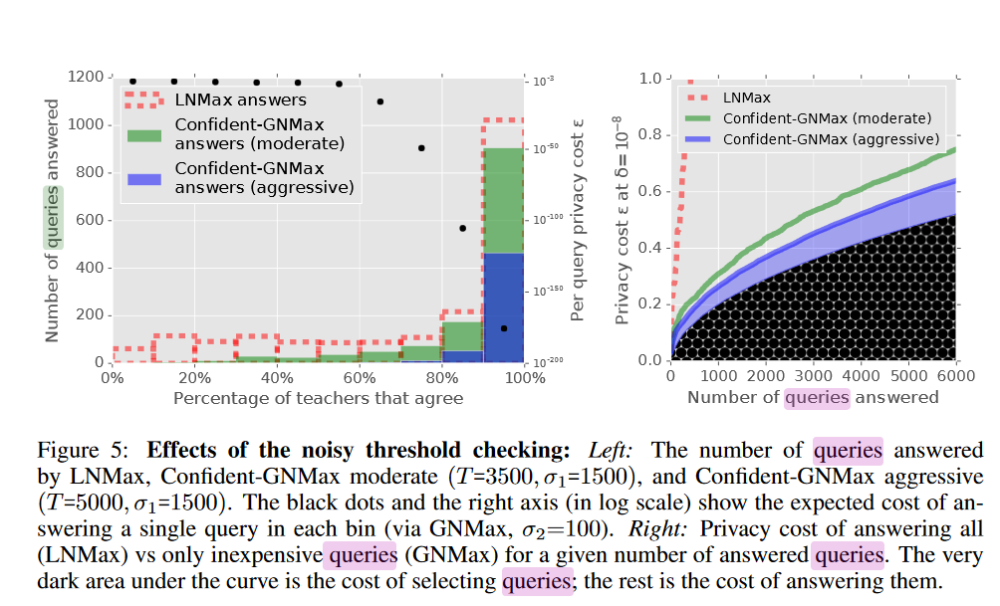 1200
1000
800
600
400
200
0
Number of queries answered
LNMax answers
Confident-GNMax
answers (moderate)
Confident-GNMax
answers (aggressive)
10⁻³
10⁻⁵⁰
10⁻¹⁰⁰
10⁻¹⁵⁰
10⁻²⁰⁰
Per query privacy cost ε
0% 20% 40% 60% 80% 100%
Percentage of teachers that agree
1.0
0.8
0.6
0.4
0.2
0.0
Privacy cost ε at δ=10⁻⁸
LNMax
Confident-GNMax (moderate)
Confident-GNMax (aggressive)
0 1000 2000 3000 4000 5000 6000
Number of queries answered
Figure 5: Effects of the noisy threshold checking: Left: The number of queries answered
by LNMax, Confident-GNMax moderate (T=3500, σ₁=1500), and Confident-GNMax aggressive
(T=5000, σ₁=1500). The black dots and the right axis (in log scale) show the expected cost of an-
swering a single query in each bin (via GNMax, σ₂=100). Right: Privacy cost of answering all
(LNMax) vs only inexpensive queries (GNMax) for a given number of answered queries. The very
dark area under the curve is the cost of selecting queries; the rest is the cost of answering them.